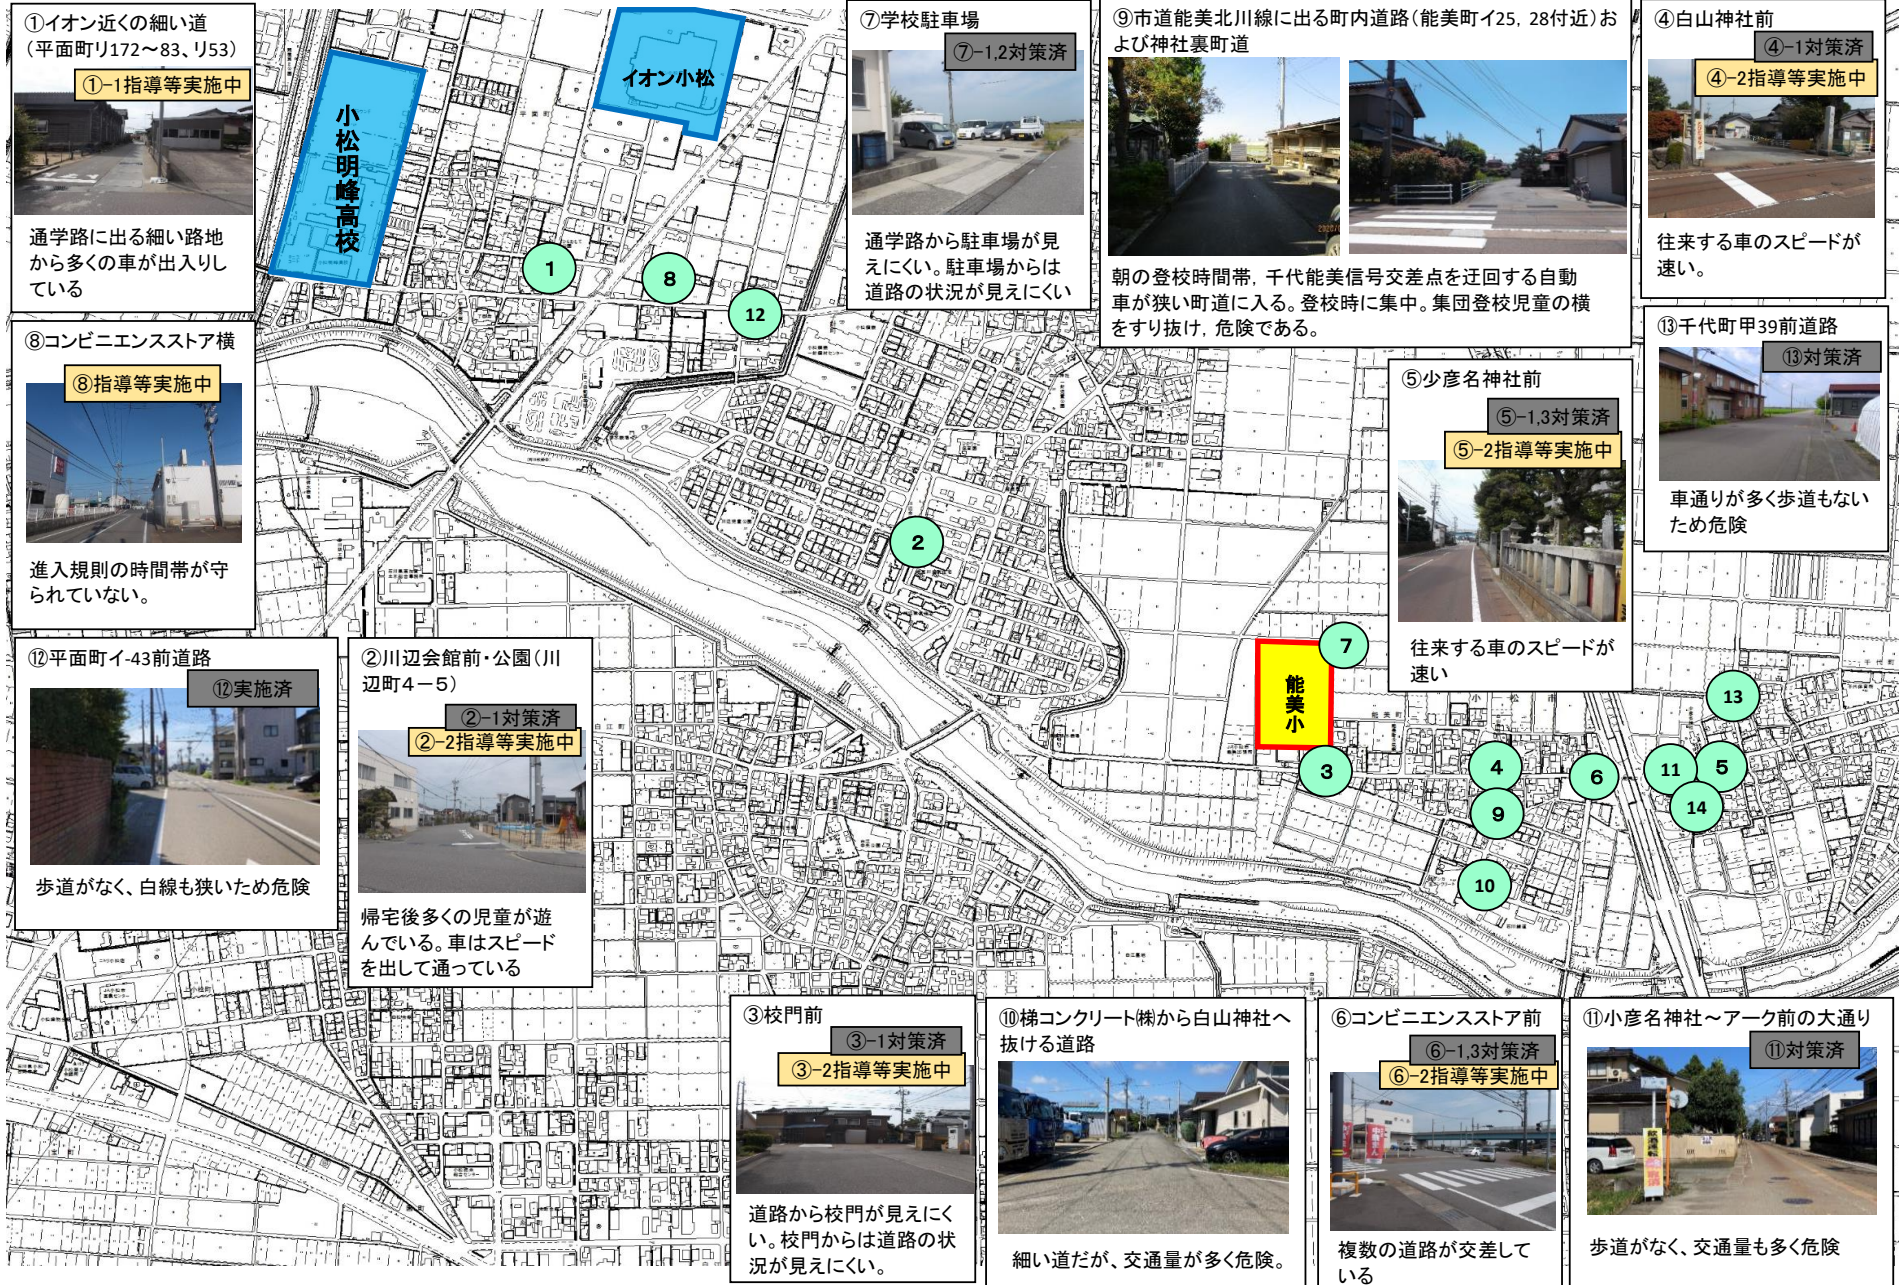 ①イオン近くの細い道
(平面町リ172～83、リ53)
①-1指導等実施中
通学路に出る細い路地
から多くの車が出入りし
ている
⑧コンビニエンスストア横
⑧指導等実施中
進入規則の時間帯が守
られていない。
⑫平面町イ-43前道路
⑫実施済
歩道がなく、白線も狭いため危険
②川辺会館前・公園(川
辺町4－5)
②-1対策済
②-2指導等実施中
帰宅後多くの児童が遊
んでいる。車はスピード
を出して通っている
小松明峰高校
イオン小松
⑦学校駐車場
⑦-1,2対策済
通学路から駐車場が見
えにくい。駐車場からは
道路の状況が見えにくい
⑨市道能美北川線に出る町内道路(能美町イ25, 28付近)お
よび神社裏町道
朝の登校時間帯, 千代能美信号交差点を迂回する自動
車が狭い町道に入る。登校時に集中。集団登校児童の横
をすり抜け, 危険である。
④白山神社前
④-1対策済
④-2指導等実施中
往来する車のスピードが
速い。
⑬千代町甲39前道路
⑬対策済
車通りが多く歩道もない
ため危険
⑤少彦名神社前
⑤-1,3対策済
⑤-2指導等実施中
往来する車のスピードが
速い
1
8
12
2
能美小
7
3
4
9
10
6
13
11
5
14
③校門前
③-1対策済
③-2指導等実施中
道路から校門が見えにく
い。校門からは道路の状
況が見えにくい。
⑩梯コンクリート㈱から白山神社へ
抜ける道路
細い道だが、交通量が多く危険。
⑥コンビニエンスストア前
⑥-1,3対策済
⑥-2指導等実施中
複数の道路が交差して
いる
⑪小彦名神社～アーク前の大通り
⑪対策済
歩道がなく、交通量も多く危険